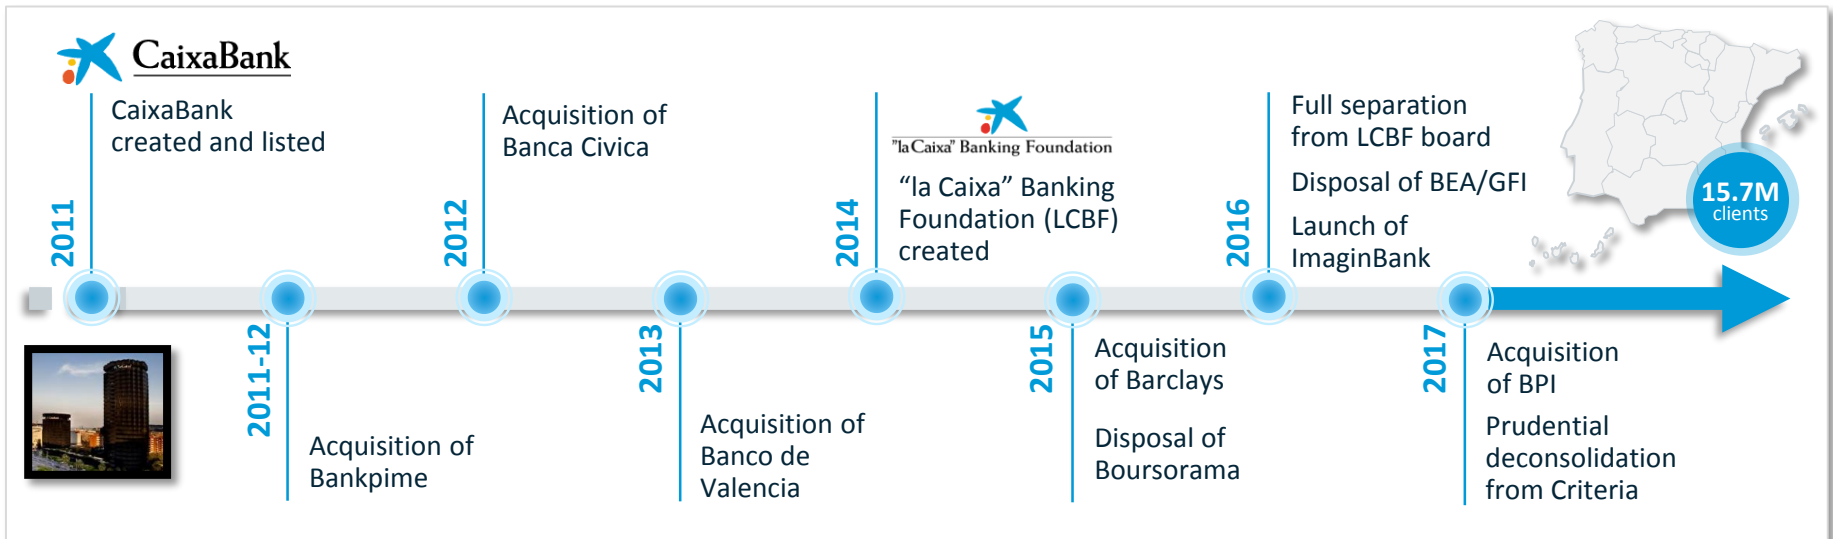 CaixaBank
CaixaBank
created and listed
2011
2011-12
Acquisition of
Bankpime
2012
Acquisition of
Banca Civica
2013
Acquisition of
Banco de
Valencia
2014
"la Caixa" Banking Foundation
“la Caixa” Banking
Foundation (LCBF)
created
2015
Acquisition
of Barclays
Disposal of
Boursorama
2016
Full separation
from LCBF board
Disposal of BEA/GFI
Launch of
ImaginBank
2017
Acquisition
of BPI
Prudential
deconsolidation
from Criteria
15.7M
clients